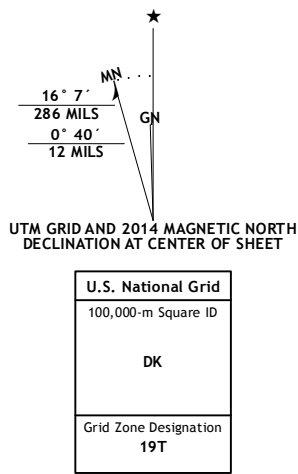 MN
GN
16° 7´
286 MILS
0° 40´
12 MILS
UTM GRID AND 2014 MAGNETIC NORTH
DECLINATION AT CENTER OF SHEET
U.S. National Grid
100,000-m Square ID
DK
Grid Zone Designation
19T